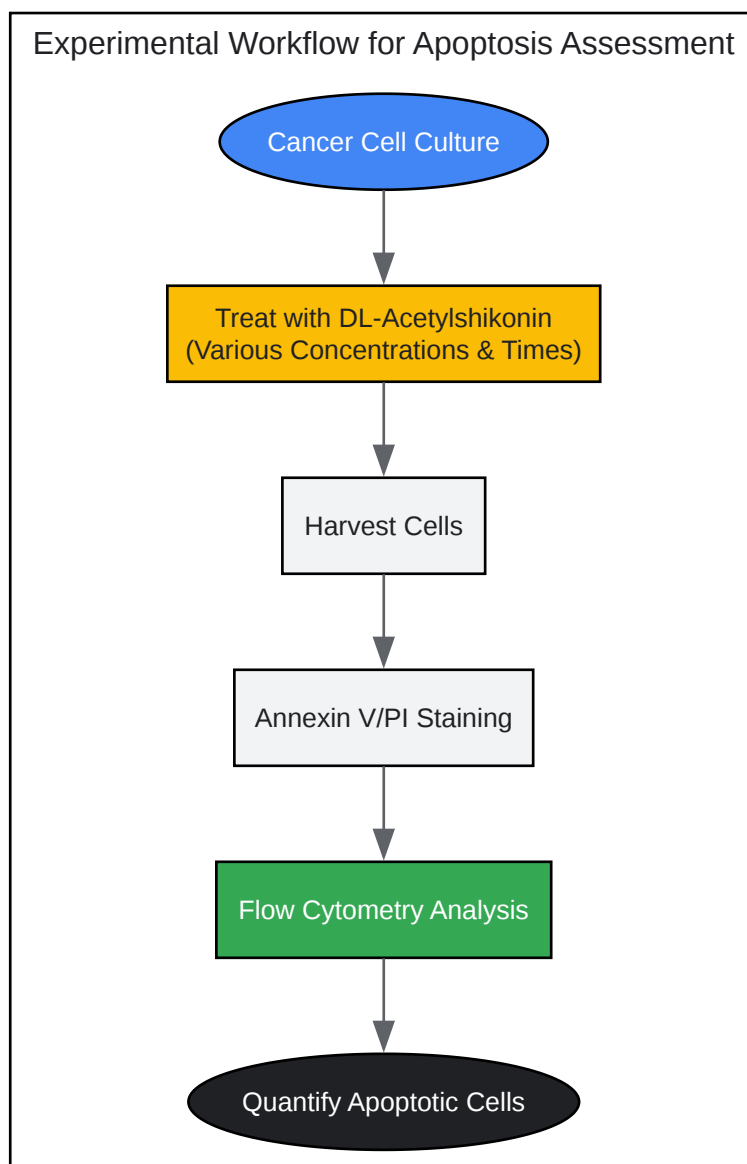 Experimental Workflow for Apoptosis Assessment
Cancer Cell Culture
Treat with DL-Acetylshikonin
(Various Concentrations & Times)
Harvest Cells
Annexin V/PI Staining
Flow Cytometry Analysis
Quantify Apoptotic Cells